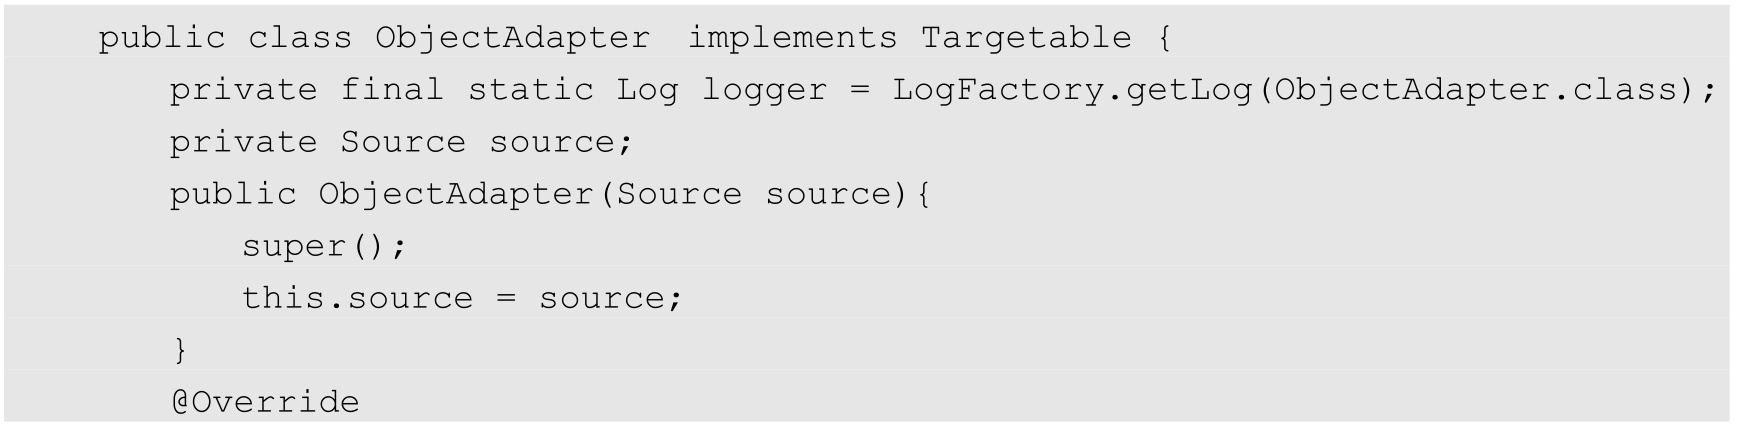 public class ObjectAdapter  implements Targetable {
private final static Log logger = LogFactory.getLog(ObjectAdapter.class);
private Source source;
public ObjectAdapter(Source source){
super();
this.source = source;
}
@Override